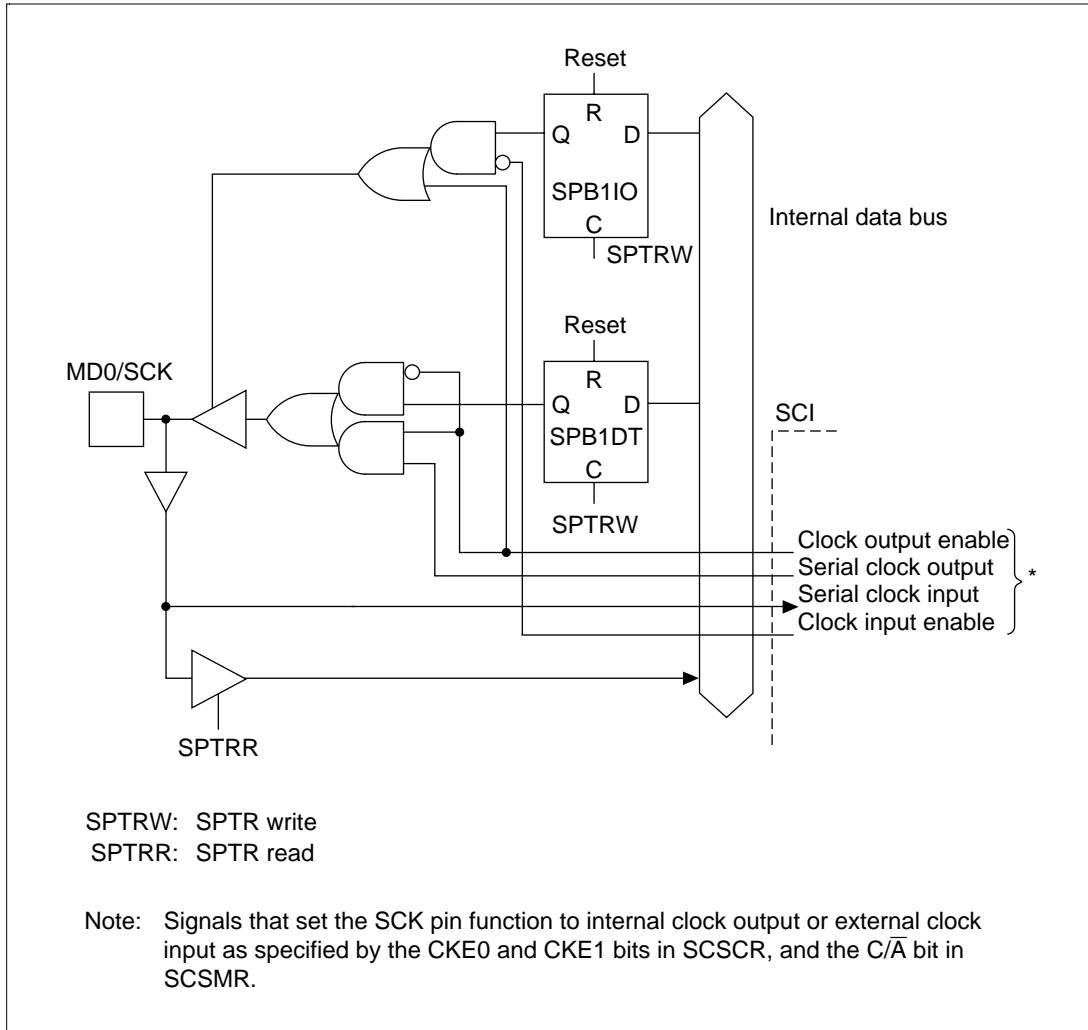 Reset
R
Q D
SPB1IO
C
SPTRW
Internal data bus
Reset
MD0/SCK
R
Q D
SPB1DT
C
SPTRW
SCI
Clock output enable
Serial clock output
*
Serial clock input
Clock input enable
SPTRR
SPTRW: SPTR write
SPTRR: SPTR read
Note: Signals that set the SCK pin function to internal clock output or external clock
input as specified by the CKE0 and CKE1 bits in SCSCR, and the C/A̅ bit in
SCSMR.